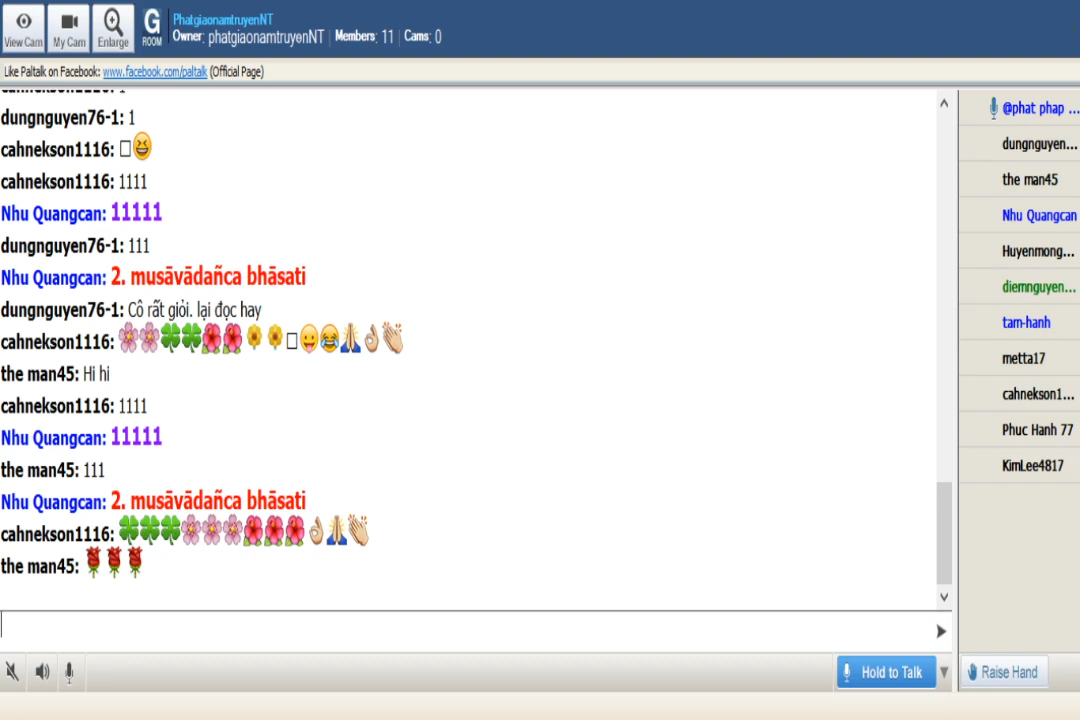 View Cam
My Cam
Enlarge
G ROOM
PhatgiaonamtruyenNT
Owner: phatgiaonamtruyenNT | Members: 11 | Cams: 0
Like Paltalk on Facebook: www.facebook.com/paltalk (Official Page)
dungnguyen76-1: 1
cahnekson1116: 😆
cahnekson1116: 1111
Nhu Quangcan: 11111
dungnguyen76-1: 111
Nhu Quangcan: 2. musāvādañca bhāsati
dungnguyen76-1: Cô rất giỏi. lại đọc hay
cahnekson1116: 🌸🌸🍀🍀🌺🌺🌼🌼😛😂🙏👌👏
the man45: Hi hi
cahnekson1116: 1111
Nhu Quangcan: 11111
the man45: 111
Nhu Quangcan: 2. musāvādañca bhāsati
cahnekson1116: 🍀🍀🍀🌸🌸🌸🌺🌺🌺👌🙏👏
the man45: 🌹🌹🌹
@phat phap ...
dungnguyen...
the man45
Nhu Quangcan
Huyenmong...
diemnguyen...
tam-hanh
metta17
cahnekson1...
Phuc Hanh 77
KimLee4817
Hold to Talk
Raise Hand